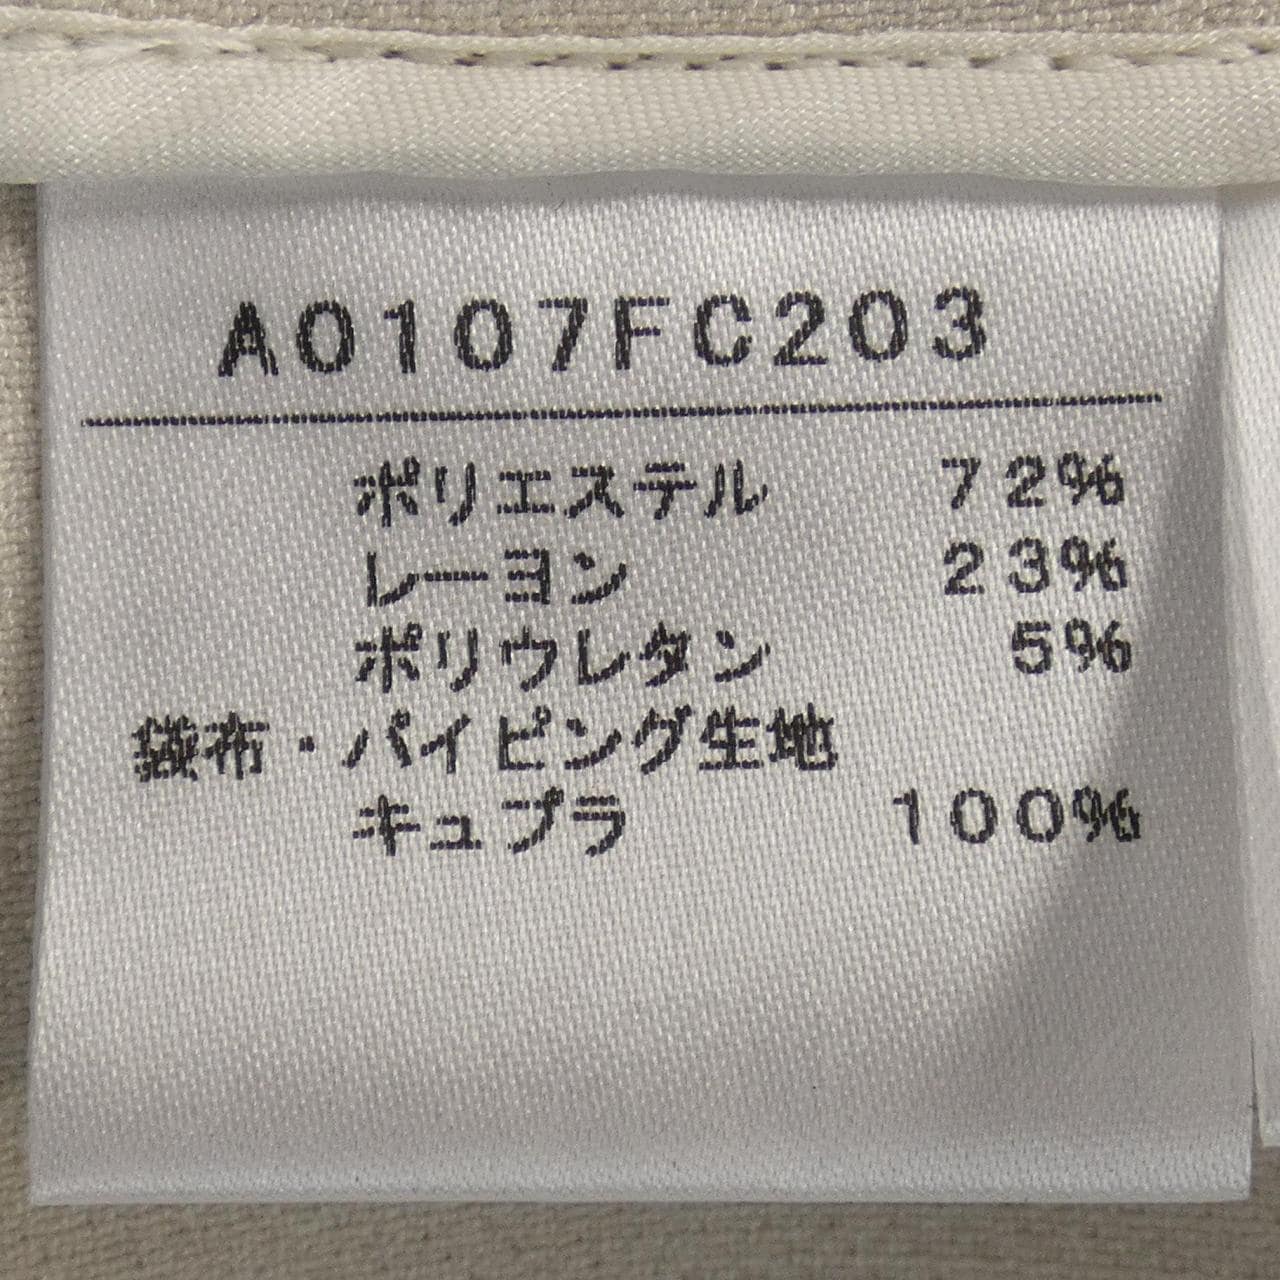 A0107FC203
ポリエステル 72%
レーヨン 23%
ポリウレタン 5%
織布・パイピング生地
キュプラ 100%